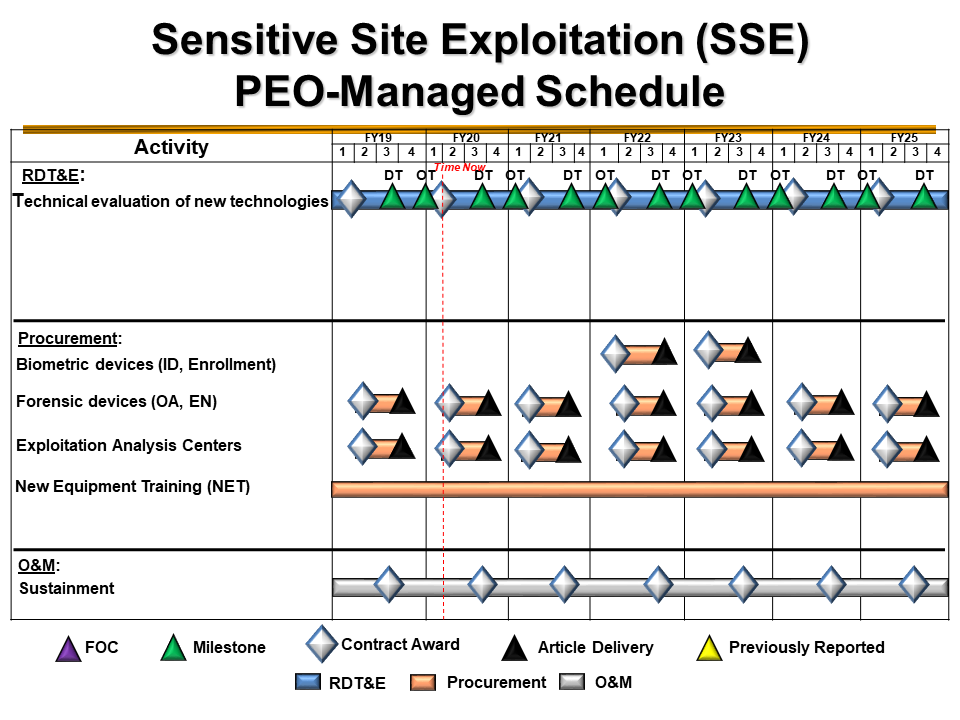 Sensitive Site Exploitation (SSE)
PEO-Managed Schedule
Activity
FY19 FY20 FY21 FY22 FY23 FY24 FY25
1 2 3 4 1 2 3 4 1 2 3 4 1 2 3 4 1 2 3 4 1 2 3 4 1 2 3 4
Time Now
RDT&E: DT OT DT OT DT OT DT OT DT OT DT OT DT
Technical evaluation of new technologies
Procurement:
Biometric devices (ID, Enrollment)
Forensic devices (OA, EN)
Exploitation Analysis Centers
New Equipment Training (NET)
O&M:
Sustainment
FOC Milestone Contract Award Article Delivery Previously Reported
RDT&E Procurement O&M